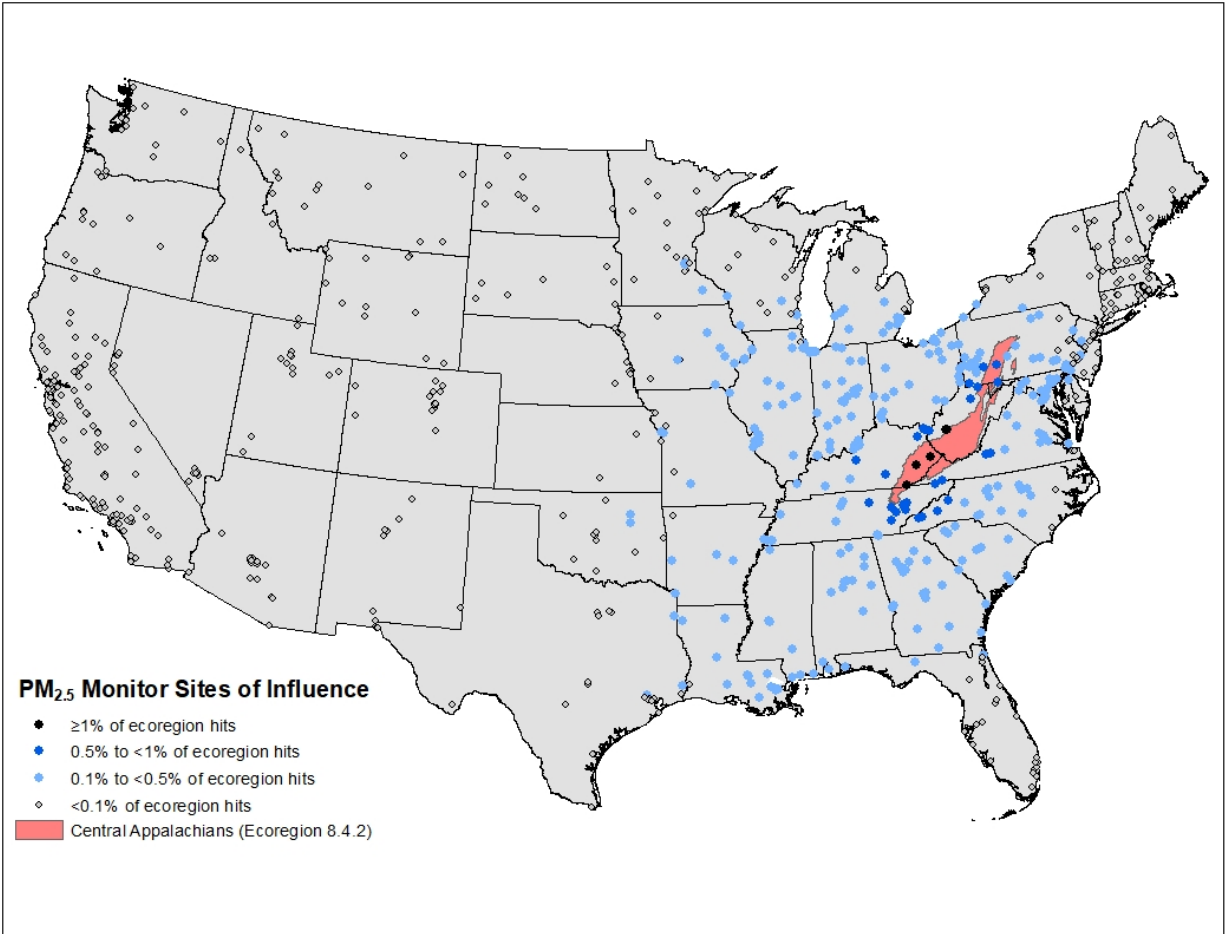 PM2.5 Monitor Sites of Influence
≥1% of ecoregion hits
0.5% to <1% of ecoregion hits
0.1% to <0.5% of ecoregion hits
<0.1% of ecoregion hits
Central Appalachians (Ecoregion 8.4.2)